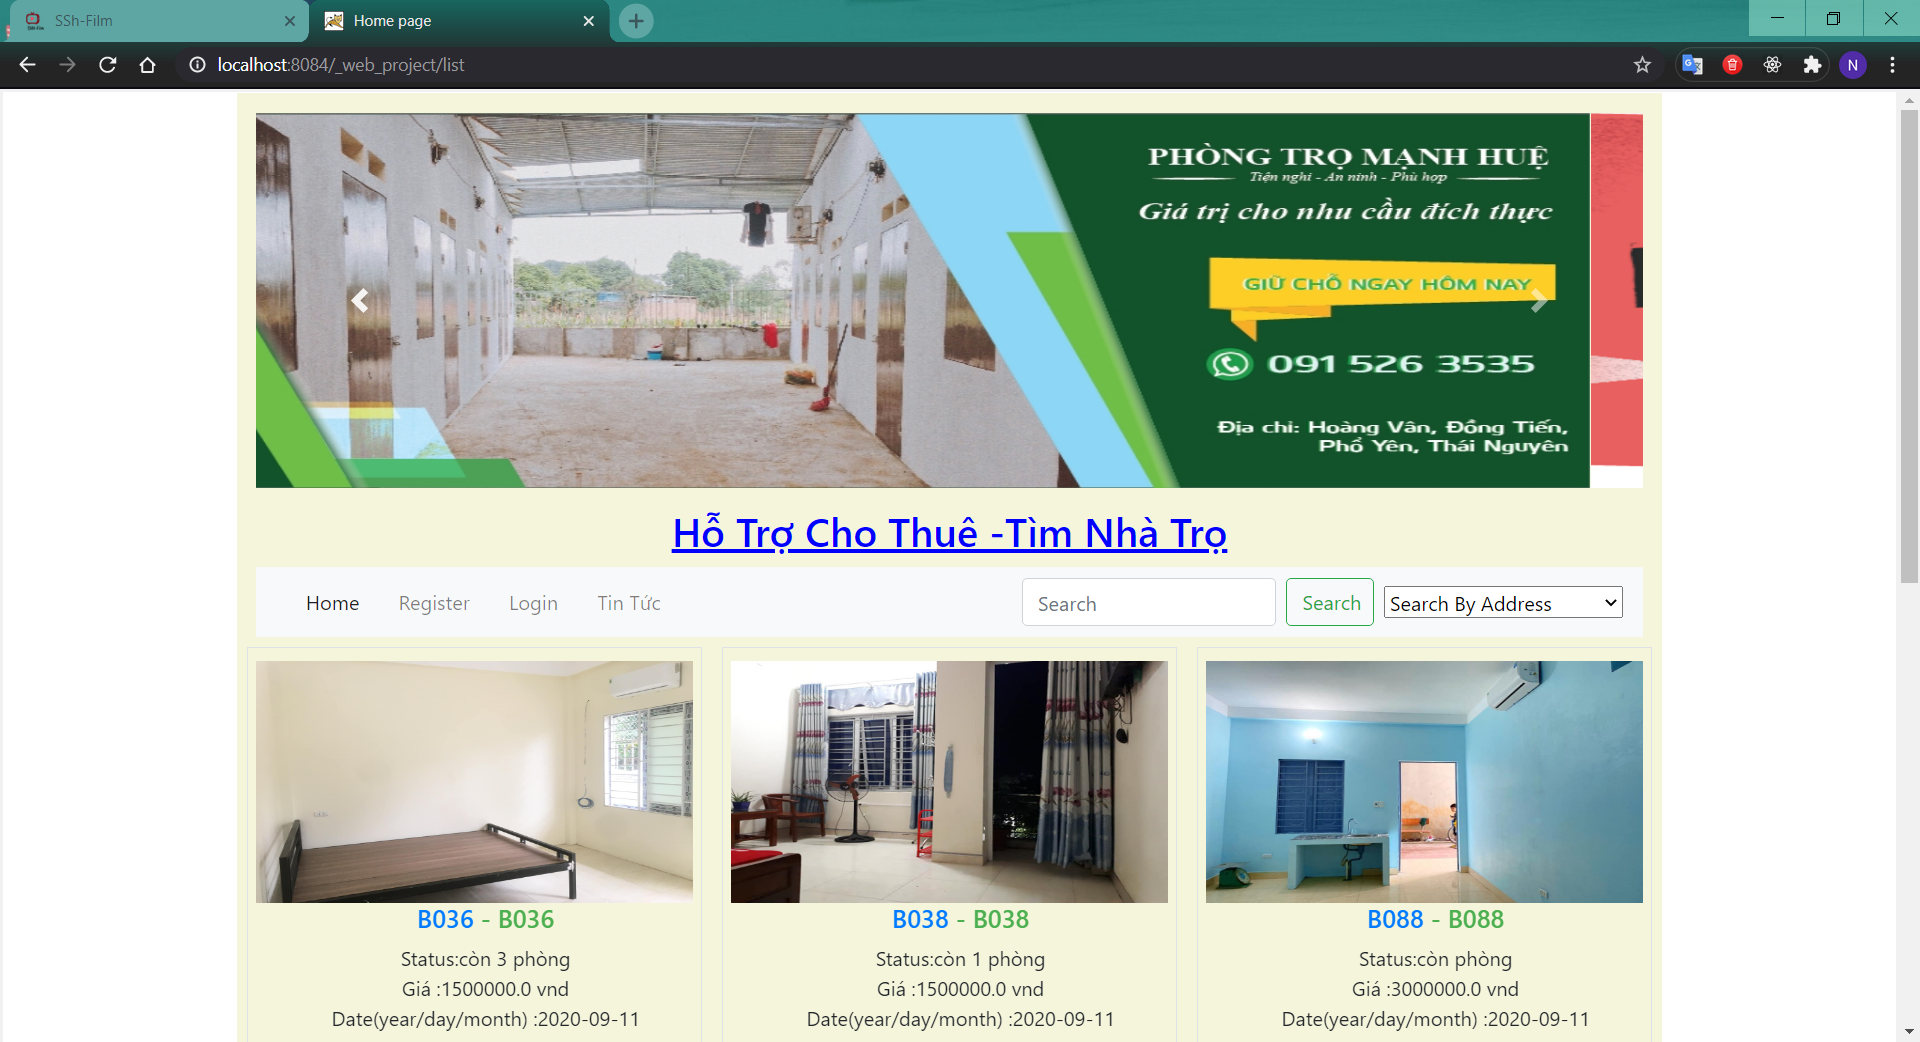 SSh-Film
Home page
localhost:8084/_web_project/list
N
PHÒNG TRỌ MẠNH HUỆ
Tiện nghi - An ninh - Phù hợp
Giá trị cho nhu cầu đích thực
GIỮ CHỖ NGAY HÔM NAY
091 526 3535
Địa chỉ: Hoàng Vân, Đồng Tiến,
Phổ Yên, Thái Nguyên
Hỗ Trợ Cho Thuê -Tìm Nhà Trọ
Home Register Login Tin Tức Search Search Search By Address
B036 - B036
Status:còn 3 phòng
Giá :1500000.0 vnd
Date(year/day/month) :2020-09-11
B038 - B038
Status:còn 1 phòng
Giá :1500000.0 vnd
Date(year/day/month) :2020-09-11
B088 - B088
Status:còn phòng
Giá :3000000.0 vnd
Date(year/day/month) :2020-09-11